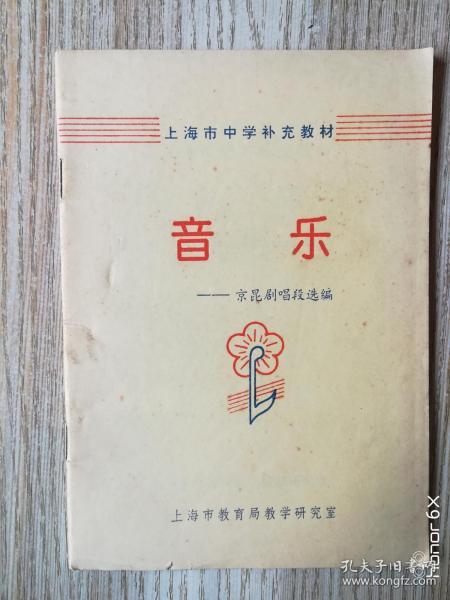 上海市中学补充教材
音乐
——京昆剧唱段选编
上海市教育局教学研究室
honor 6X
孔夫子旧书网
www.kongfz.com